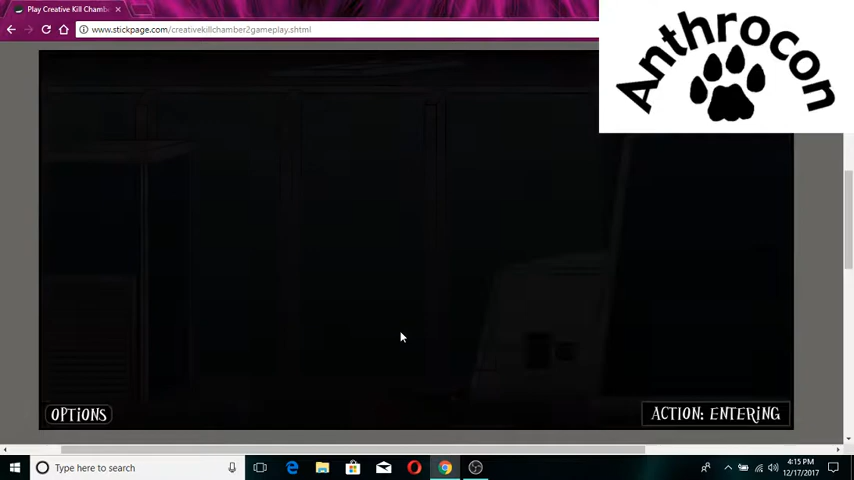 Play Creative Kill Chamb
www.stickpage.com/creativekillchamber2gameplay.shtml
Anthrocon
OPTIONS
ACTION: ENTERING
Type here to search
4:15 PM
12/17/2017